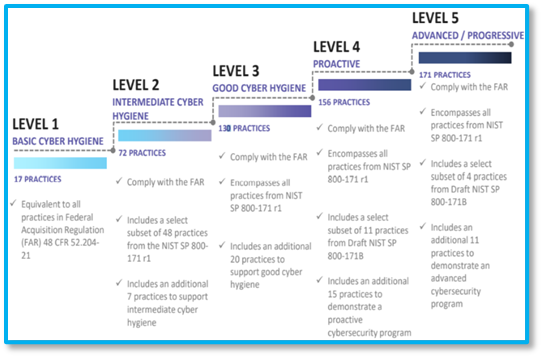 LEVEL 1
BASIC CYBER HYGIENE
17 PRACTICES
✓ Equivalent to all
practices in Federal
Acquisition Regulation
(FAR) 48 CFR 52.204-
21
LEVEL 2
INTERMEDIATE CYBER
HYGIENE
72 PRACTICES
✓ Comply with the FAR
✓ Includes a select
subset of 48 practices
from the NIST SP 800-
171 r1
✓ Includes an additional
7 practices to support
intermediate cyber
hygiene
LEVEL 3
GOOD CYBER HYGIENE
130 PRACTICES
✓ Comply with the FAR
✓ Encompasses all
practices from NIST
SP 800-171 r1
✓ Includes an additional
20 practices to
support good cyber
hygiene
LEVEL 4
PROACTIVE
156 PRACTICES
✓ Comply with the FAR
✓ Encompasses all
practices from NIST
SP 800-171 r1
✓ Includes a select
subset of 11 practices
from Draft NIST SP
800-171B
✓ Includes an additional
15 practices to
demonstrate a
proactive
cybersecurity program
LEVEL 5
ADVANCED / PROGRESSIVE
171 PRACTICES
✓ Comply with the FAR
✓ Encompasses all
practices from NIST
SP 800-171 r1
✓ Includes a select
subset of 4 practices
from Draft NIST SP
800-171B
✓ Includes an
additional 11
practices to
demonstrate an
advanced
cybersecurity
program